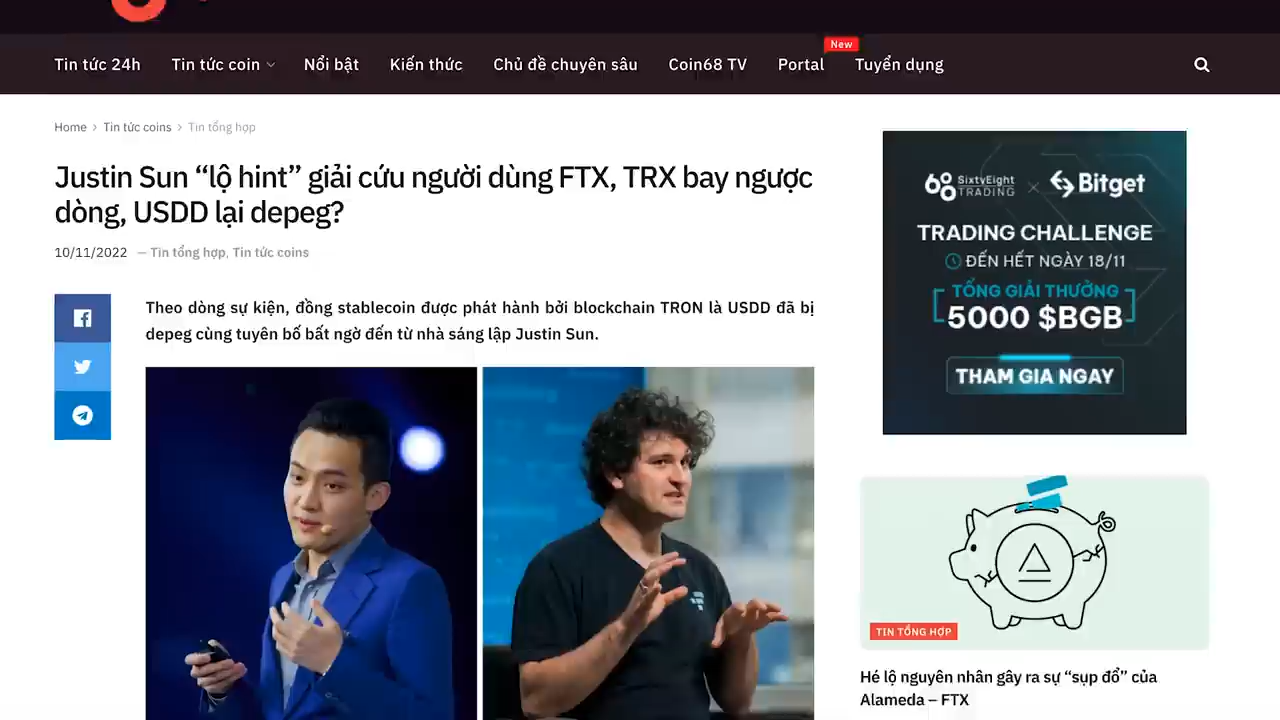 New
Tin tức 24h
Tin tức coin
Nổi bật
Kiến thức
Chủ đề chuyên sâu
Coin68 TV
Portal
Tuyển dụng
Home > Tin tức coins > Tin tổng hợp
Justin Sun “lộ hint” giải cứu người dùng FTX, TRX bay ngược
dòng, USDD lại depeg?
10/11/2022 — Tin tổng hợp, Tin tức coins
Theo dòng sự kiện, đồng stablecoin được phát hành bởi blockchain TRON là USDD đã bị
depeg cùng tuyên bố bất ngờ đến từ nhà sáng lập Justin Sun.
SixtyEight
TRADING
Bitget
TRADING CHALLENGE
ĐẾN HẾT NGÀY 18/11
TỔNG GIẢI THƯỞNG
5000 $BGB
THAM GIA NGAY
TIN TỔNG HỢP
Hé lộ nguyên nhân gây ra sự “sụp đổ” của
Alameda – FTX